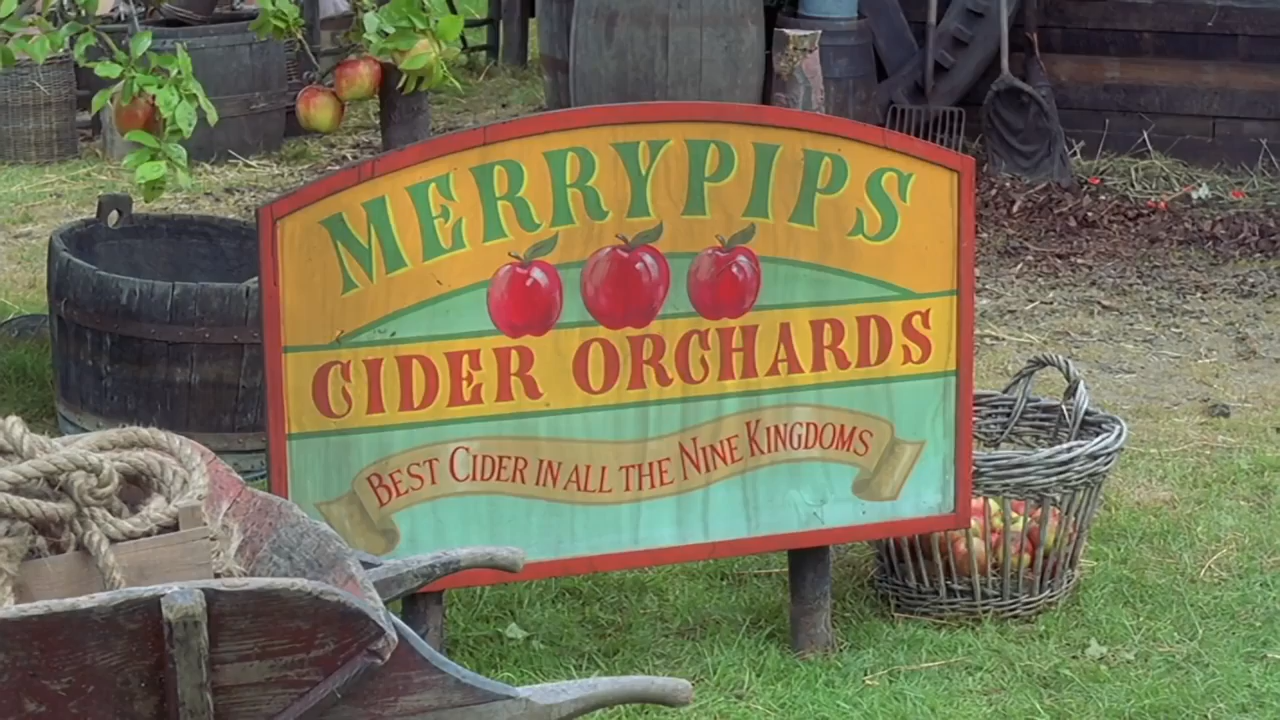 MERRYPIPS
CIDER ORCHARDS
BEST CIDER IN ALL THE NINE KINGDOMS